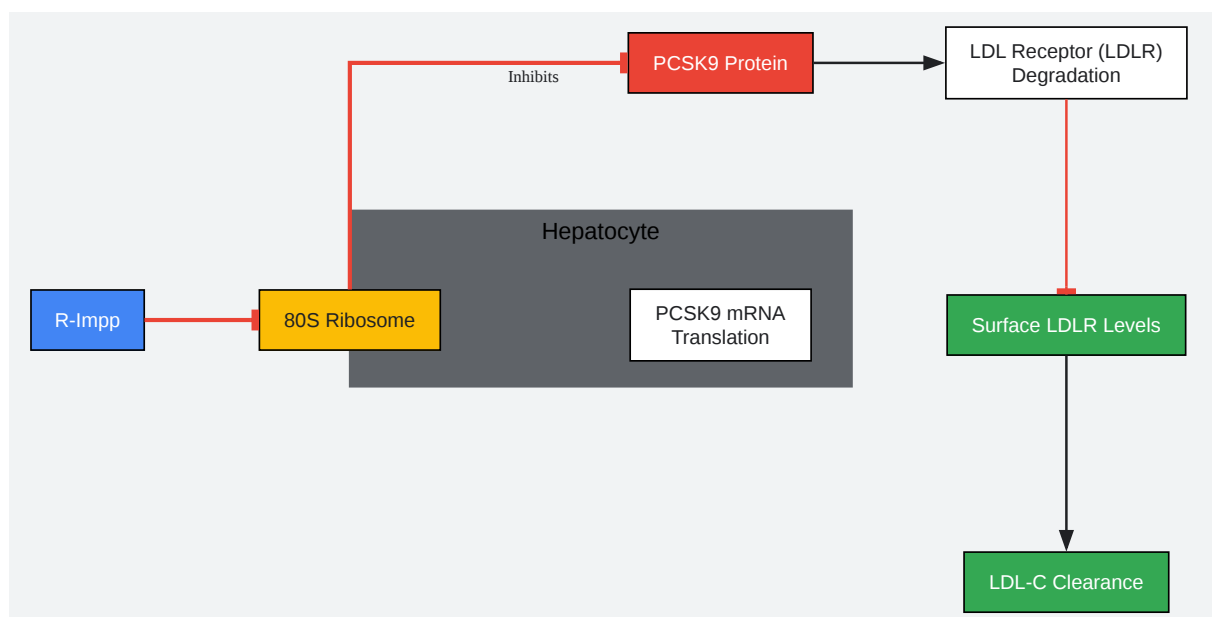 PCSK9 Protein
LDL Receptor (LDLR)
Degradation
Inhibits
Hepatocyte
R-Impp
80S Ribosome
PCSK9 mRNA
Translation
Surface LDLR Levels
LDL-C Clearance